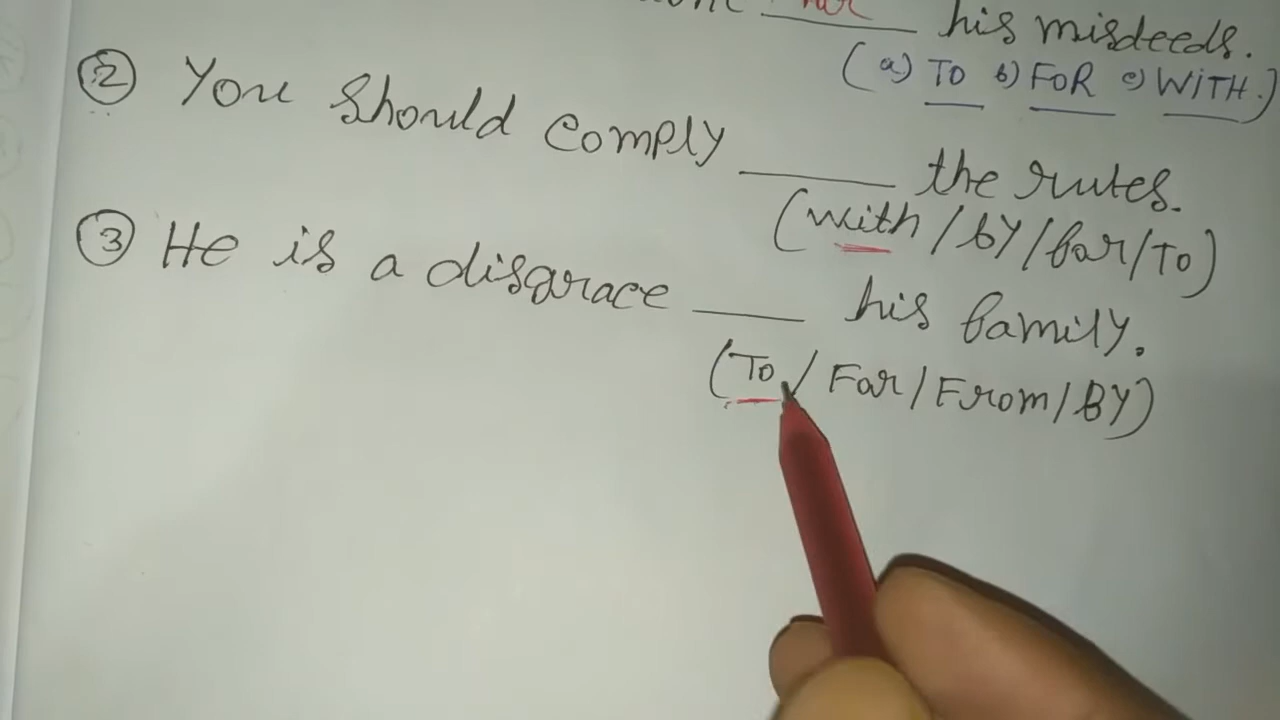 his misdeeds.
(a) TO b) FOR c) WITH.)
② You should comply ______ the rules.
(with / by / for / To)
③ He is a disgrace ____ his family.
(To / For / From / BY)